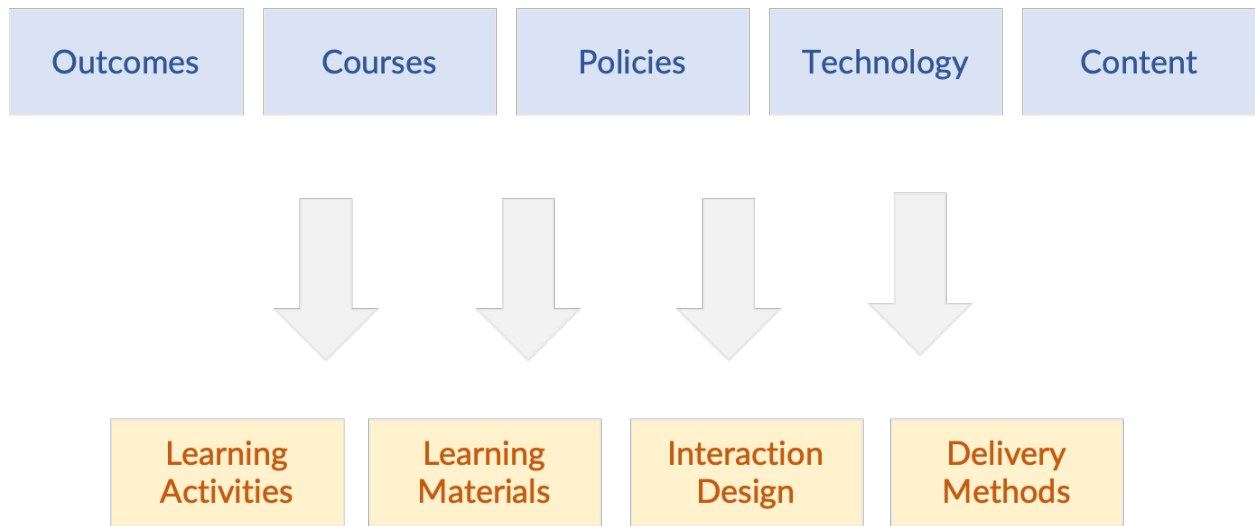 Outcomes
Courses
Policies
Technology
Content
Learning
Activities
Learning
Materials
Interaction
Design
Delivery
Methods